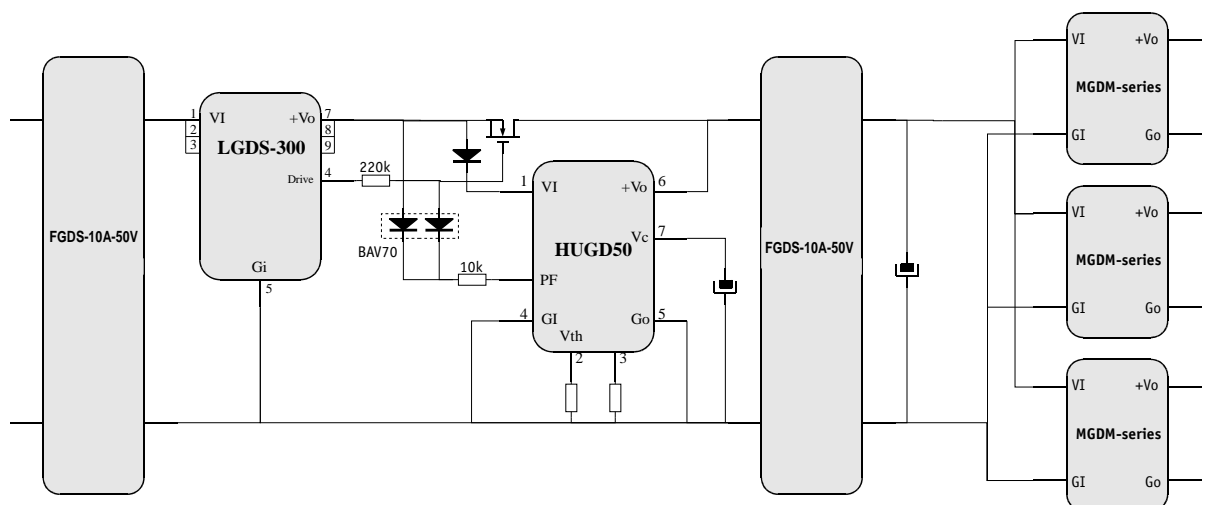 FGDS-10A-50V
1 VI +Vo 7
2 8
3 9
LGDS-300
Drive 4
Gi
5
220k
BAV70
10k
1 VI +Vo 6
Vc 7
HUGD50
PF
4 GI Go 5
Vth
2 3
FGDS-10A-50V
VI +Vo
MGDM-series
GI Go
VI +Vo
MGDM-series
GI Go
VI +Vo
MGDM-series
GI Go